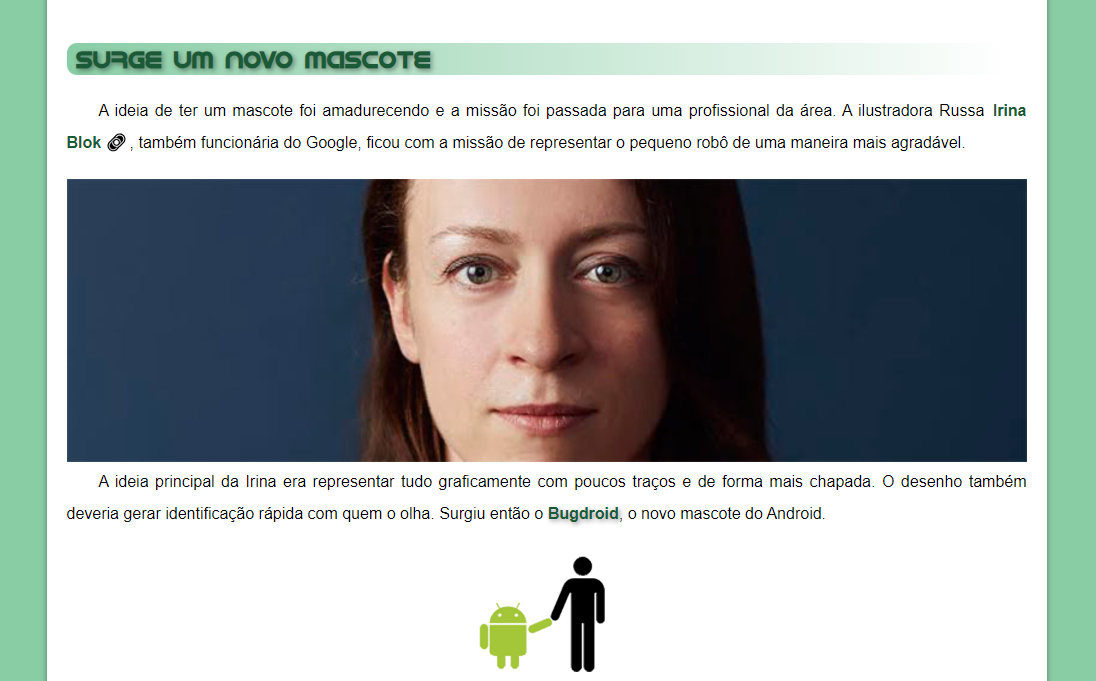 SURGE UM NOVO MASCOTE
A ideia de ter um mascote foi amadurecendo e a missão foi passada para uma profissional da área. A ilustradora Russa Irina
Blok , também funcionária do Google, ficou com a missão de representar o pequeno robô de uma maneira mais agradável.
A ideia principal da Irina era representar tudo graficamente com poucos traços e de forma mais chapada. O desenho também
deveria gerar identificação rápida com quem o olha. Surgiu então o Bugdroid, o novo mascote do Android.